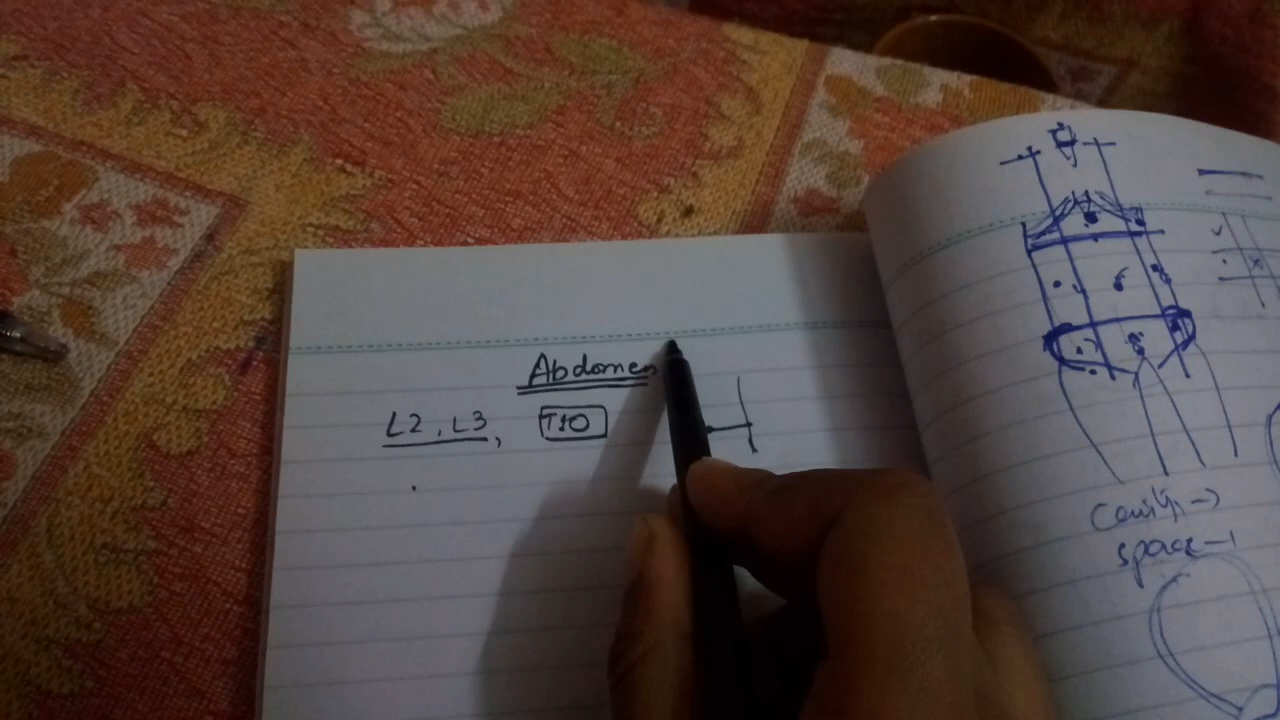 Abdomen
L2, L3, T10
Cavity →
space →